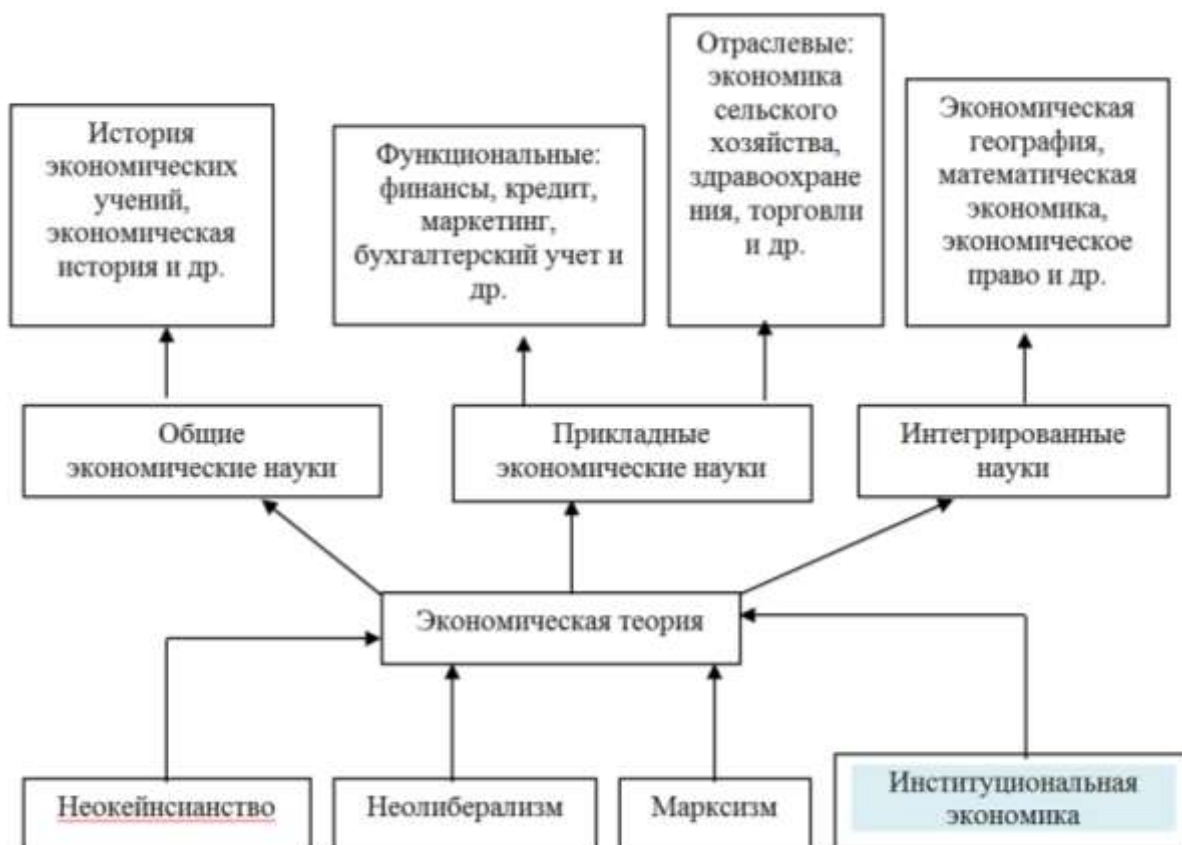 История
экономических
учений,
экономическая
история и др.
Функциональные:
финансы, кредит,
маркетинг,
бухгалтерский учет и
др.
Отраслевые:
экономика
сельского
хозяйства,
здравоохране
ния, торговли
и др.
Экономическая
география,
математическая
экономика,
экономическое
право и др.
Общие
экономические науки
Прикладные
экономические науки
Интегрированные
науки
Экономическая теория
Неокейнсианство
Неолиберализм
Марксизм
Институциональная
экономика